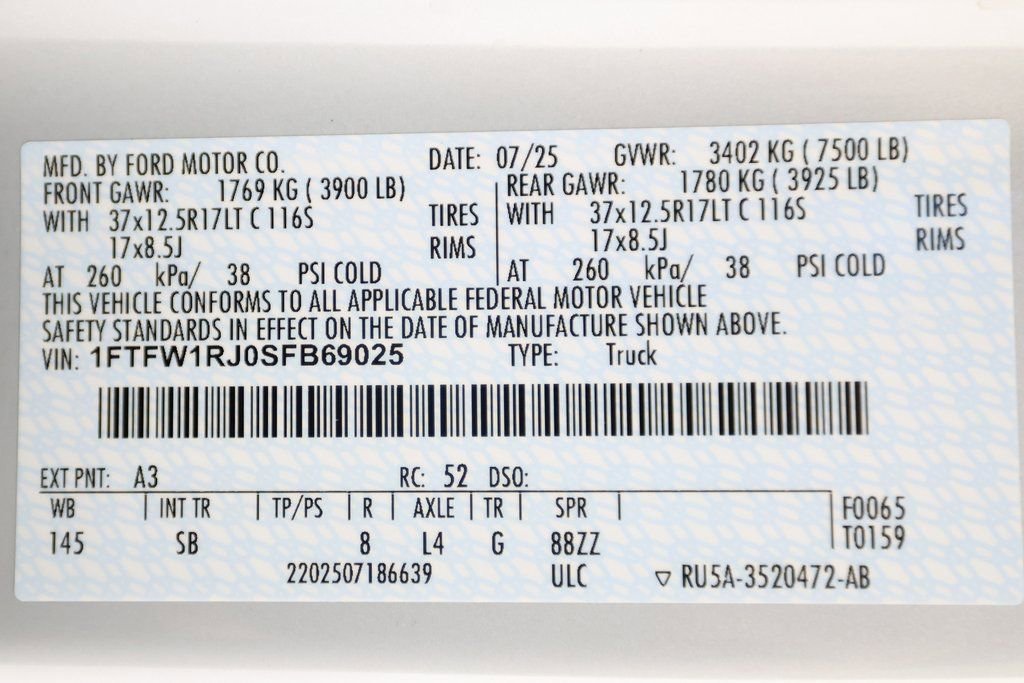 MFD. BY FORD MOTOR CO. DATE: 07/25 GVWR: 3402 KG ( 7500 LB)
FRONT GAWR: 1769 KG ( 3900 LB) REAR GAWR: 1780 KG ( 3925 LB)
WITH 37x12.5R17LT C 116S TIRES WITH 37x12.5R17LT C 116S TIRES
17x8.5J RIMS 17x8.5J RIMS
AT 260 kPa/ 38 PSI COLD AT 260 kPa/ 38 PSI COLD
THIS VEHICLE CONFORMS TO ALL APPLICABLE FEDERAL MOTOR VEHICLE
SAFETY STANDARDS IN EFFECT ON THE DATE OF MANUFACTURE SHOWN ABOVE.
VIN: 1FTFW1RJ0SFB69025 TYPE: Truck
EXT PNT: A3 RC: 52 DSO:
WB INT TR TP/PS R AXLE TR SPR F0065
145 SB 8 L4 G 88ZZ T0159
2202507186639 ULC ▽ RU5A-3520472-AB